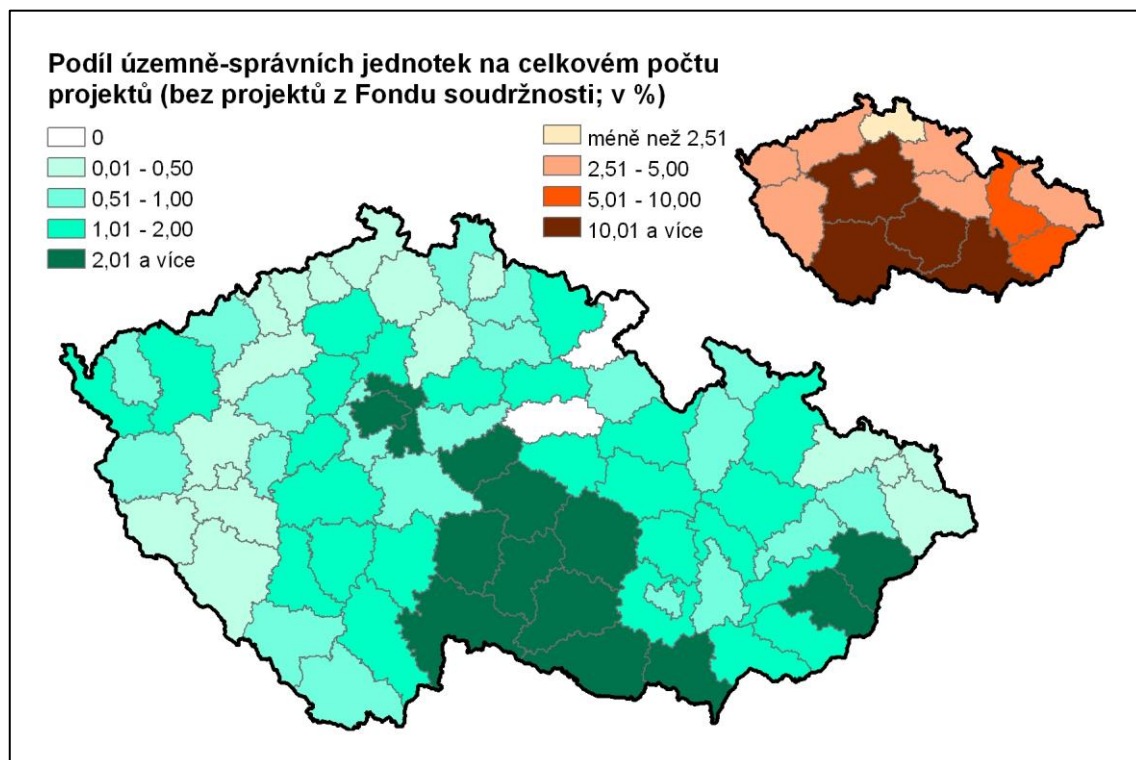 Podíl územně-správních jednotek na celkovém počtu
projektů (bez projektů z Fondu soudržnosti; v %)
0
0,01 - 0,50
0,51 - 1,00
1,01 - 2,00
2,01 a více
méně než 2,51
2,51 - 5,00
5,01 - 10,00
10,01 a více